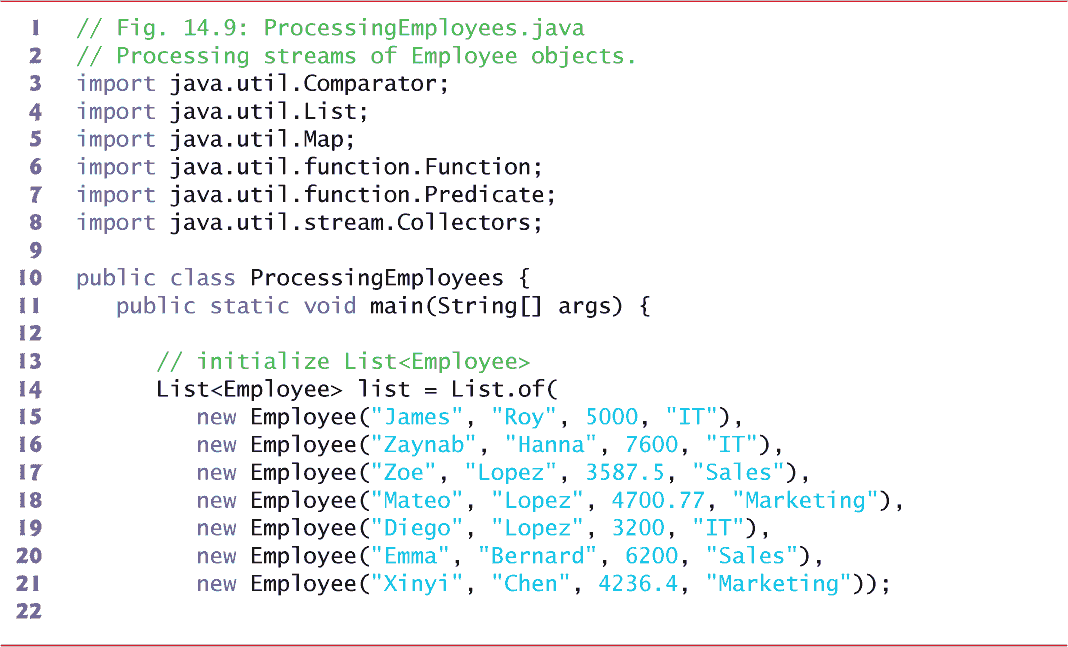 1 // Fig. 14.9: ProcessingEmployees.java
2 // Processing streams of Employee objects.
3 import java.util.Comparator;
4 import java.util.List;
5 import java.util.Map;
6 import java.util.function.Function;
7 import java.util.function.Predicate;
8 import java.util.stream.Collectors;
9
10 public class ProcessingEmployees {
11    public static void main(String[] args) {
12
13       // initialize List<Employee>
14       List<Employee> list = List.of(
15          new Employee("James", "Roy", 5000, "IT"),
16          new Employee("Zaynab", "Hanna", 7600, "IT"),
17          new Employee("Zoe", "Lopez", 3587.5, "Sales"),
18          new Employee("Mateo", "Lopez", 4700.77, "Marketing"),
19          new Employee("Diego", "Lopez", 3200, "IT"),
20          new Employee("Emma", "Bernard", 6200, "Sales"),
21          new Employee("Xinyi", "Chen", 4236.4, "Marketing"));
22